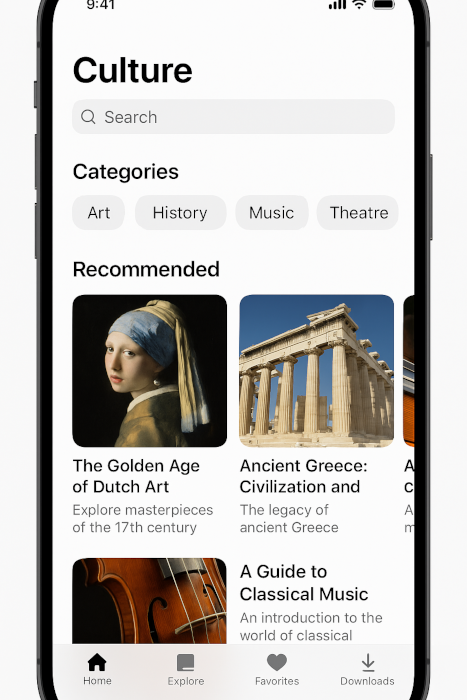 9:41
Culture
Search
Categories
Art History Music Theatre
Recommended
The Golden Age
of Dutch Art
Explore masterpieces
of the 17th century
Ancient Greece:
Civilization and
The legacy of
ancient Greece
A
c
A
m
A Guide to
Classical Music
An introduction to the
world of classical
Home Explore Favorites Downloads